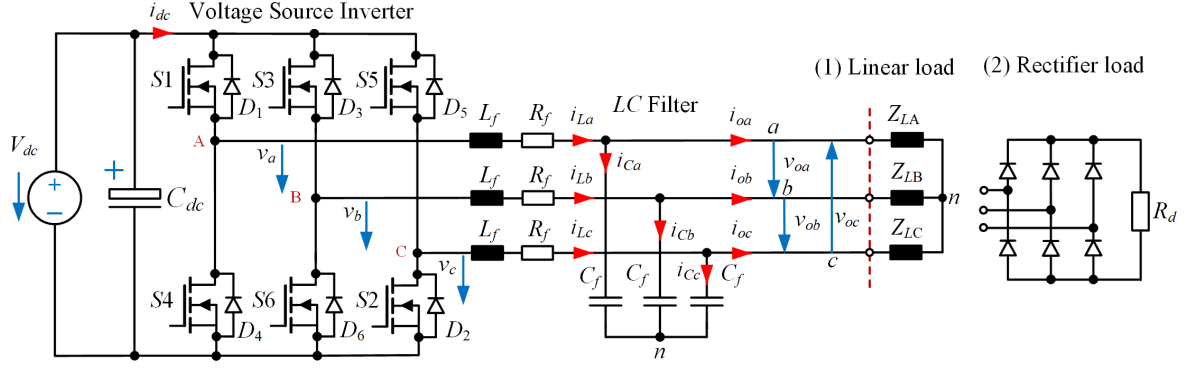 i_dc Voltage Source Inverter
(1) Linear load (2) Rectifier load
S1 S3 S5
D_1 D_3 D_5
L_f R_f i_La LC Filter i_oa a Z_LA
A
V_dc
v_a i_Ca v_oa
+
+
−
C_dc
L_f R_f i_Lb i_ob b Z_LB
B n
v_b v_ob v_oc R_d
L_f R_f i_Lc i_Cb i_oc Z_LC
C
v_c C_f C_f i_Cc C_f c
S4 S6 S2
D_4 D_6 D_2
n